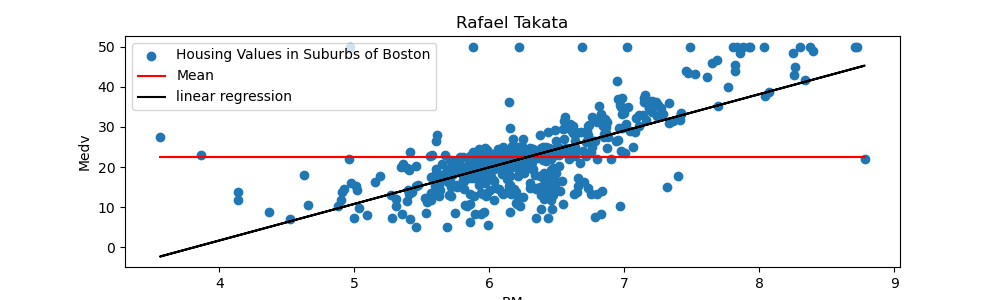 Rafael Takata
Housing Values in Suburbs of Boston
Mean
linear regression
Medv
50
40
30
20
10
0
4
5
6
7
8
9
RM